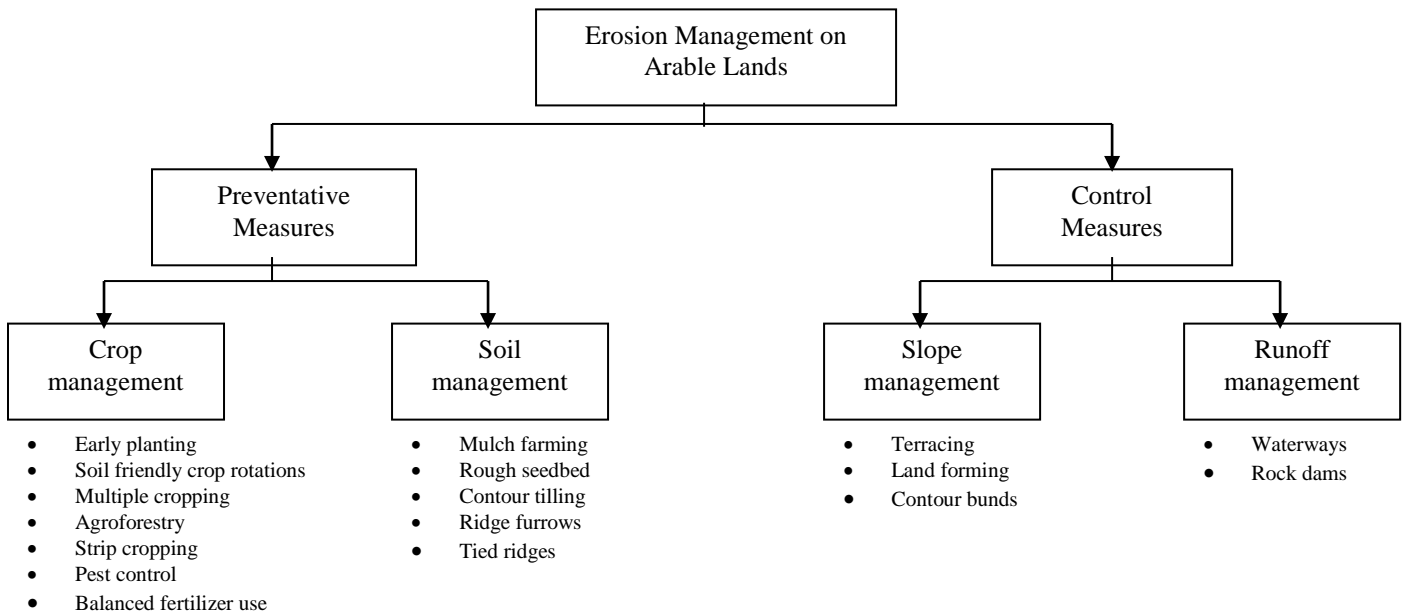 Erosion Management on
Arable Lands
Preventative
Measures
Control
Measures
Crop
management
Soil
management
Slope
management
Runoff
management
• Early planting
• Soil friendly crop rotations
• Multiple cropping
• Agroforestry
• Strip cropping
• Pest control
• Balanced fertilizer use
• Mulch farming
• Rough seedbed
• Contour tilling
• Ridge furrows
• Tied ridges
• Terracing
• Land forming
• Contour bunds
• Waterways
• Rock dams